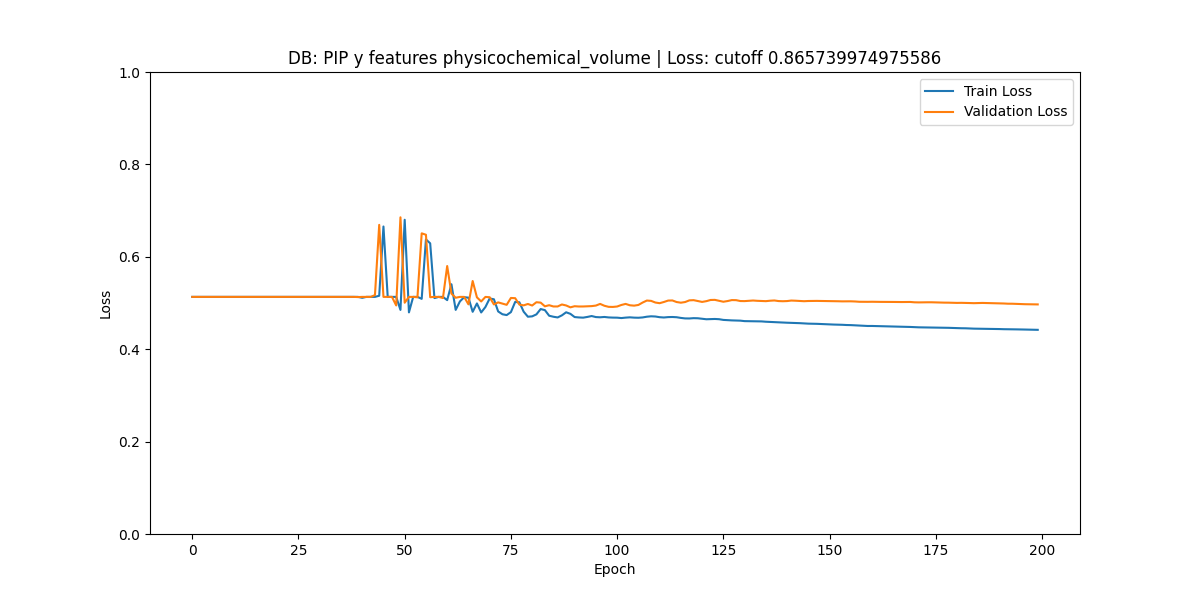 DB: PIP y features physicochemical_volume | Loss: cutoff 0.865739974975586
Train Loss
Validation Loss
Loss
1.0
0.8
0.6
0.4
0.2
0.0
0 25 50 75 100 125 150 175 200
Epoch